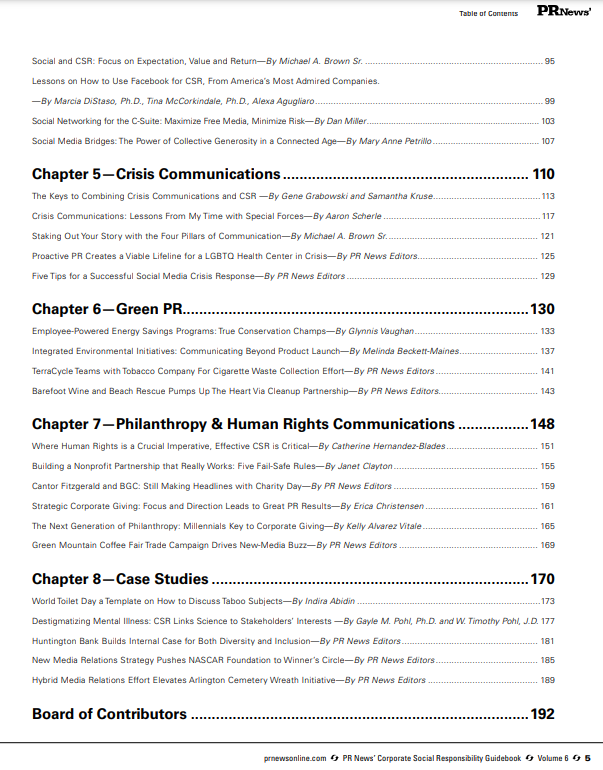 Table of Contents PRNews'
Social and CSR: Focus on Expectation, Value and Return—By Michael A. Brown Sr. ........ 95
Lessons on How to Use Facebook for CSR, From America's Most Admired Companies.
—By Marcia DiStaso, Ph.D., Tina McCorkindale, Ph.D., Alexa Agugliaro ........ 99
Social Networking for the C-Suite: Maximize Free Media, Minimize Risk—By Dan Miller ........ 103
Social Media Bridges: The Power of Collective Generosity in a Connected Age—By Mary Anne Petrillo ........ 107
Chapter 5—Crisis Communications ........ 110
The Keys to Combining Crisis Communications and CSR —By Gene Grabowski and Samantha Kruse ........ 113
Crisis Communications: Lessons From My Time with Special Forces—By Aaron Scherle ........ 117
Staking Out Your Story with the Four Pillars of Communication—By Michael A. Brown Sr. ........ 121
Proactive PR Creates a Viable Lifeline for a LGBTQ Health Center in Crisis—By PR News Editors ........ 125
Five Tips for a Successful Social Media Crisis Response—By PR News Editors ........ 129
Chapter 6—Green PR ........ 130
Employee-Powered Energy Savings Programs: True Conservation Champs—By Glynnis Vaughan ........ 133
Integrated Environmental Initiatives: Communicating Beyond Product Launch—By Melinda Beckett-Maines ........ 137
TerraCycle Teams with Tobacco Company For Cigarette Waste Collection Effort—By PR News Editors ........ 141
Barefoot Wine and Beach Rescue Pumps Up The Heart Via Cleanup Partnership—By PR News Editors ........ 143
Chapter 7—Philanthropy & Human Rights Communications ........ 148
Where Human Rights is a Crucial Imperative, Effective CSR is Critical—By Catherine Hernandez-Blades ........ 151
Building a Nonprofit Partnership that Really Works: Five Fail-Safe Rules—By Janet Clayton ........ 155
Cantor Fitzgerald and BGC: Still Making Headlines with Charity Day—By PR News Editors ........ 159
Strategic Corporate Giving: Focus and Direction Leads to Great PR Results—By Erica Christensen ........ 161
The Next Generation of Philanthropy: Millennials Key to Corporate Giving—By Kelly Alvarez Vitale ........ 165
Green Mountain Coffee Fair Trade Campaign Drives New-Media Buzz—By PR News Editors ........ 169
Chapter 8—Case Studies ........ 170
World Toilet Day a Template on How to Discuss Taboo Subjects—By Indira Abidin ........ 173
Destigmatizing Mental Illness: CSR Links Science to Stakeholders' Interests —By Gayle M. Pohl, Ph.D. and W. Timothy Pohl, J.D. 177
Huntington Bank Builds Internal Case for Both Diversity and Inclusion—By PR News Editors ........ 181
New Media Relations Strategy Pushes NASCAR Foundation to Winner's Circle—By PR News Editors ........ 185
Hybrid Media Relations Effort Elevates Arlington Cemetery Wreath Initiative—By PR News Editors ........ 189
Board of Contributors ........ 192
prnewsonline.com PR News' Corporate Social Responsibility Guidebook Volume 6 5